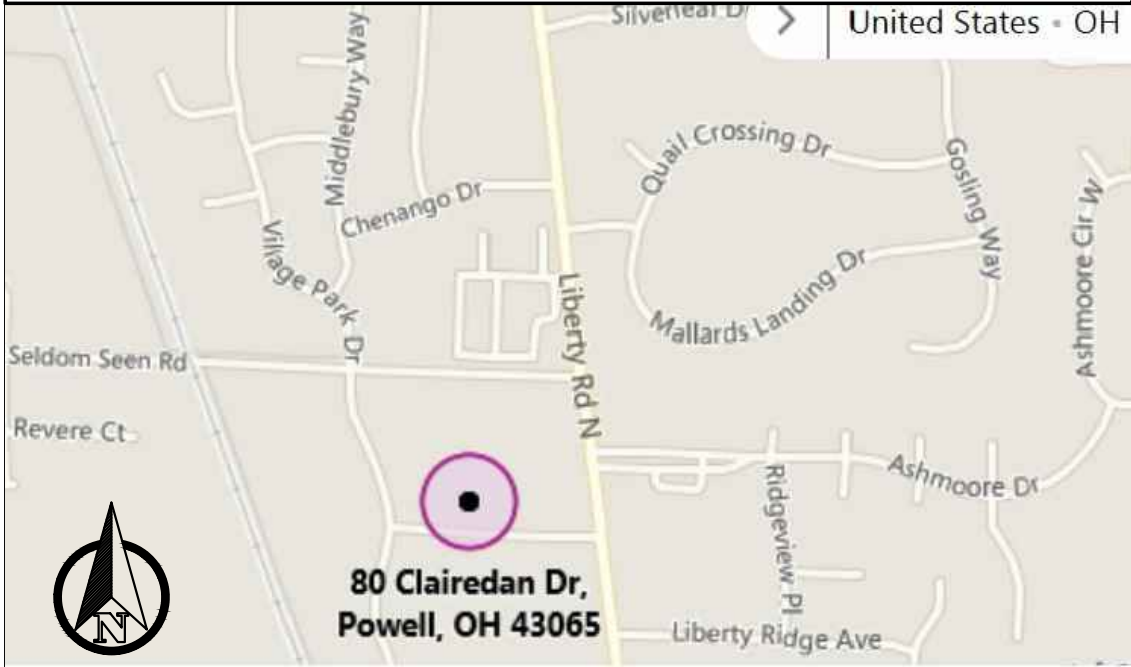 Silverleaf D
United States • OH
Middlebury Way
Quail Crossing Dr
Gosling Way
Chenango Dr
Ashmoore Cir W
Village Park Dr
Mallards Landing Dr
Liberty Rd N
Seldom Seen Rd
Revere Ct
Ashmoore Dr
Ridgeview Pl
80 Clairedan Dr,
Powell, OH 43065
N
Liberty Ridge Ave